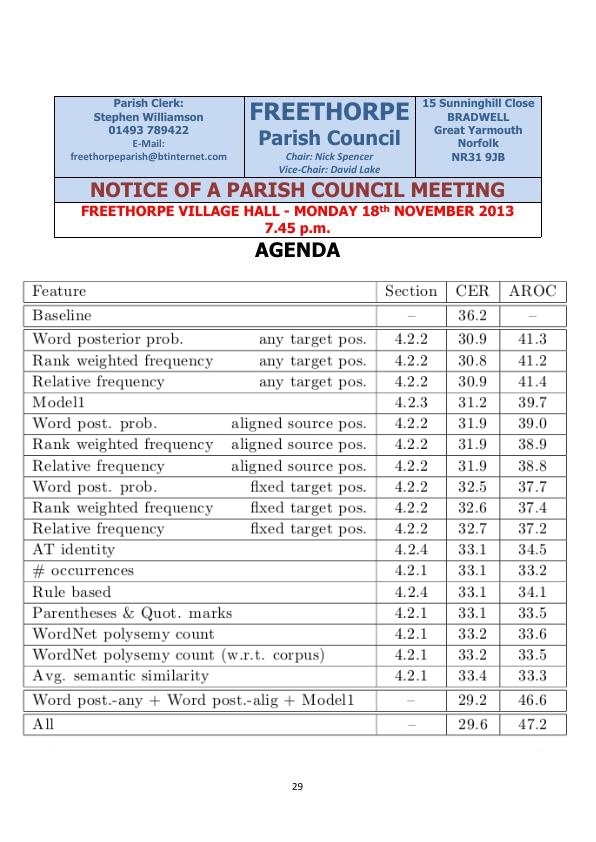 Parish Clerk:
Stephen Williamson
01493 789422
E-Mail:
freethorpeparish@btinternet.com
FREETHORPE
Parish Council
Chair: Nick Spencer
Vice-Chair: David Lake
15 Sunninghill Close
BRADWELL
Great Yarmouth
Norfolk
NR31 9JB
NOTICE OF A PARISH COUNCIL MEETING
FREETHORPE VILLAGE HALL - MONDAY 18th NOVEMBER 2013
7.45 p.m.
AGENDA
Feature Section CER AROC
Baseline – 36.2 –
Word posterior prob. any target pos. 4.2.2 30.9 41.3
Rank weighted frequency any target pos. 4.2.2 30.8 41.2
Relative frequency any target pos. 4.2.2 30.9 41.4
Model1 4.2.3 31.2 39.7
Word post. prob. aligned source pos. 4.2.2 31.9 39.0
Rank weighted frequency aligned source pos. 4.2.2 31.9 38.9
Relative frequency aligned source pos. 4.2.2 31.9 38.8
Word post. prob. fixed target pos. 4.2.2 32.5 37.7
Rank weighted frequency fixed target pos. 4.2.2 32.6 37.4
Relative frequency fixed target pos. 4.2.2 32.7 37.2
AT identity 4.2.4 33.1 34.5
# occurrences 4.2.1 33.1 33.2
Rule based 4.2.4 33.1 34.1
Parentheses & Quot. marks 4.2.1 33.1 33.5
WordNet polysemy count 4.2.1 33.2 33.6
WordNet polysemy count (w.r.t. corpus) 4.2.1 33.2 33.5
Avg. semantic similarity 4.2.1 33.4 33.3
Word post.-any + Word post.-alig + Model1 – 29.2 46.6
All – 29.6 47.2
29